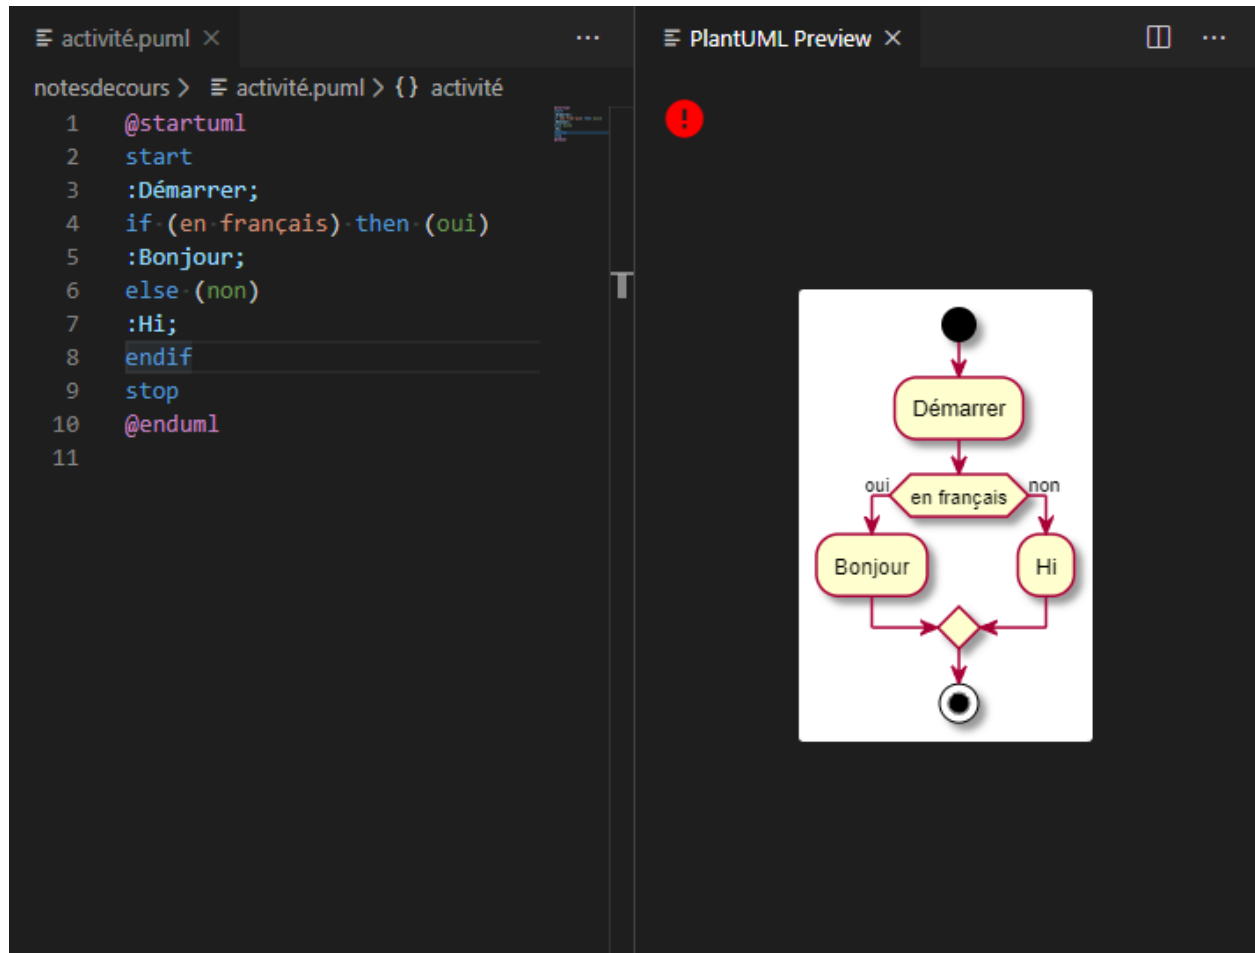 activité.puml
notesdecours > activité.puml > {} activité
1 @startuml
2 start
3 :Démarrer;
4 if (en français) then (oui)
5 :Bonjour;
6 else (non)
7 :Hi;
8 endif
9 stop
10 @enduml
11
PlantUML Preview
Démarrer
oui en français non
Bonjour Hi